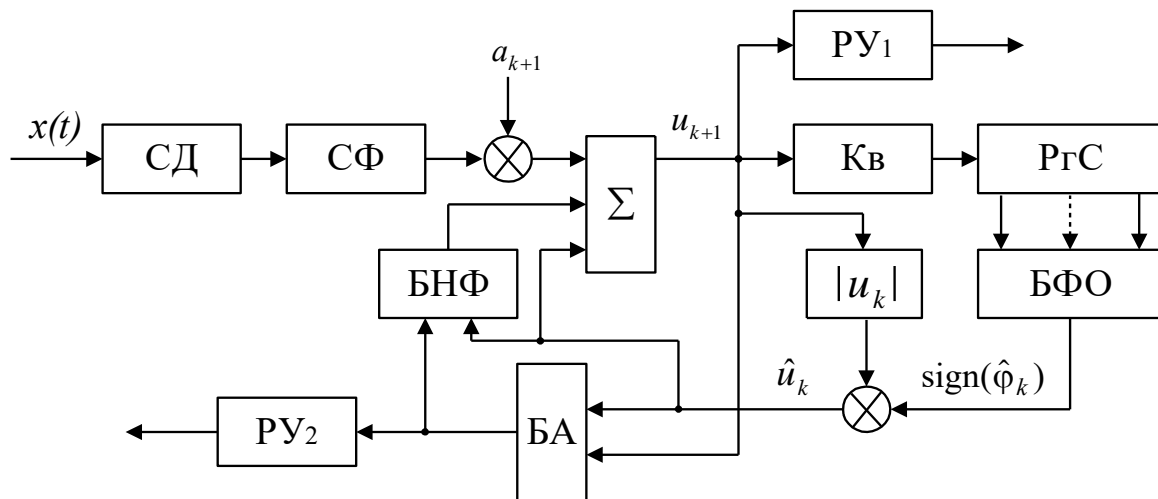 РУ₁
a_{k+1}
x(t)
u_{k+1}
СД
СФ
Σ
Кв
РгС
БНФ
|u_k|
БФО
û_k
sign(φ̂_k)
РУ₂
БА